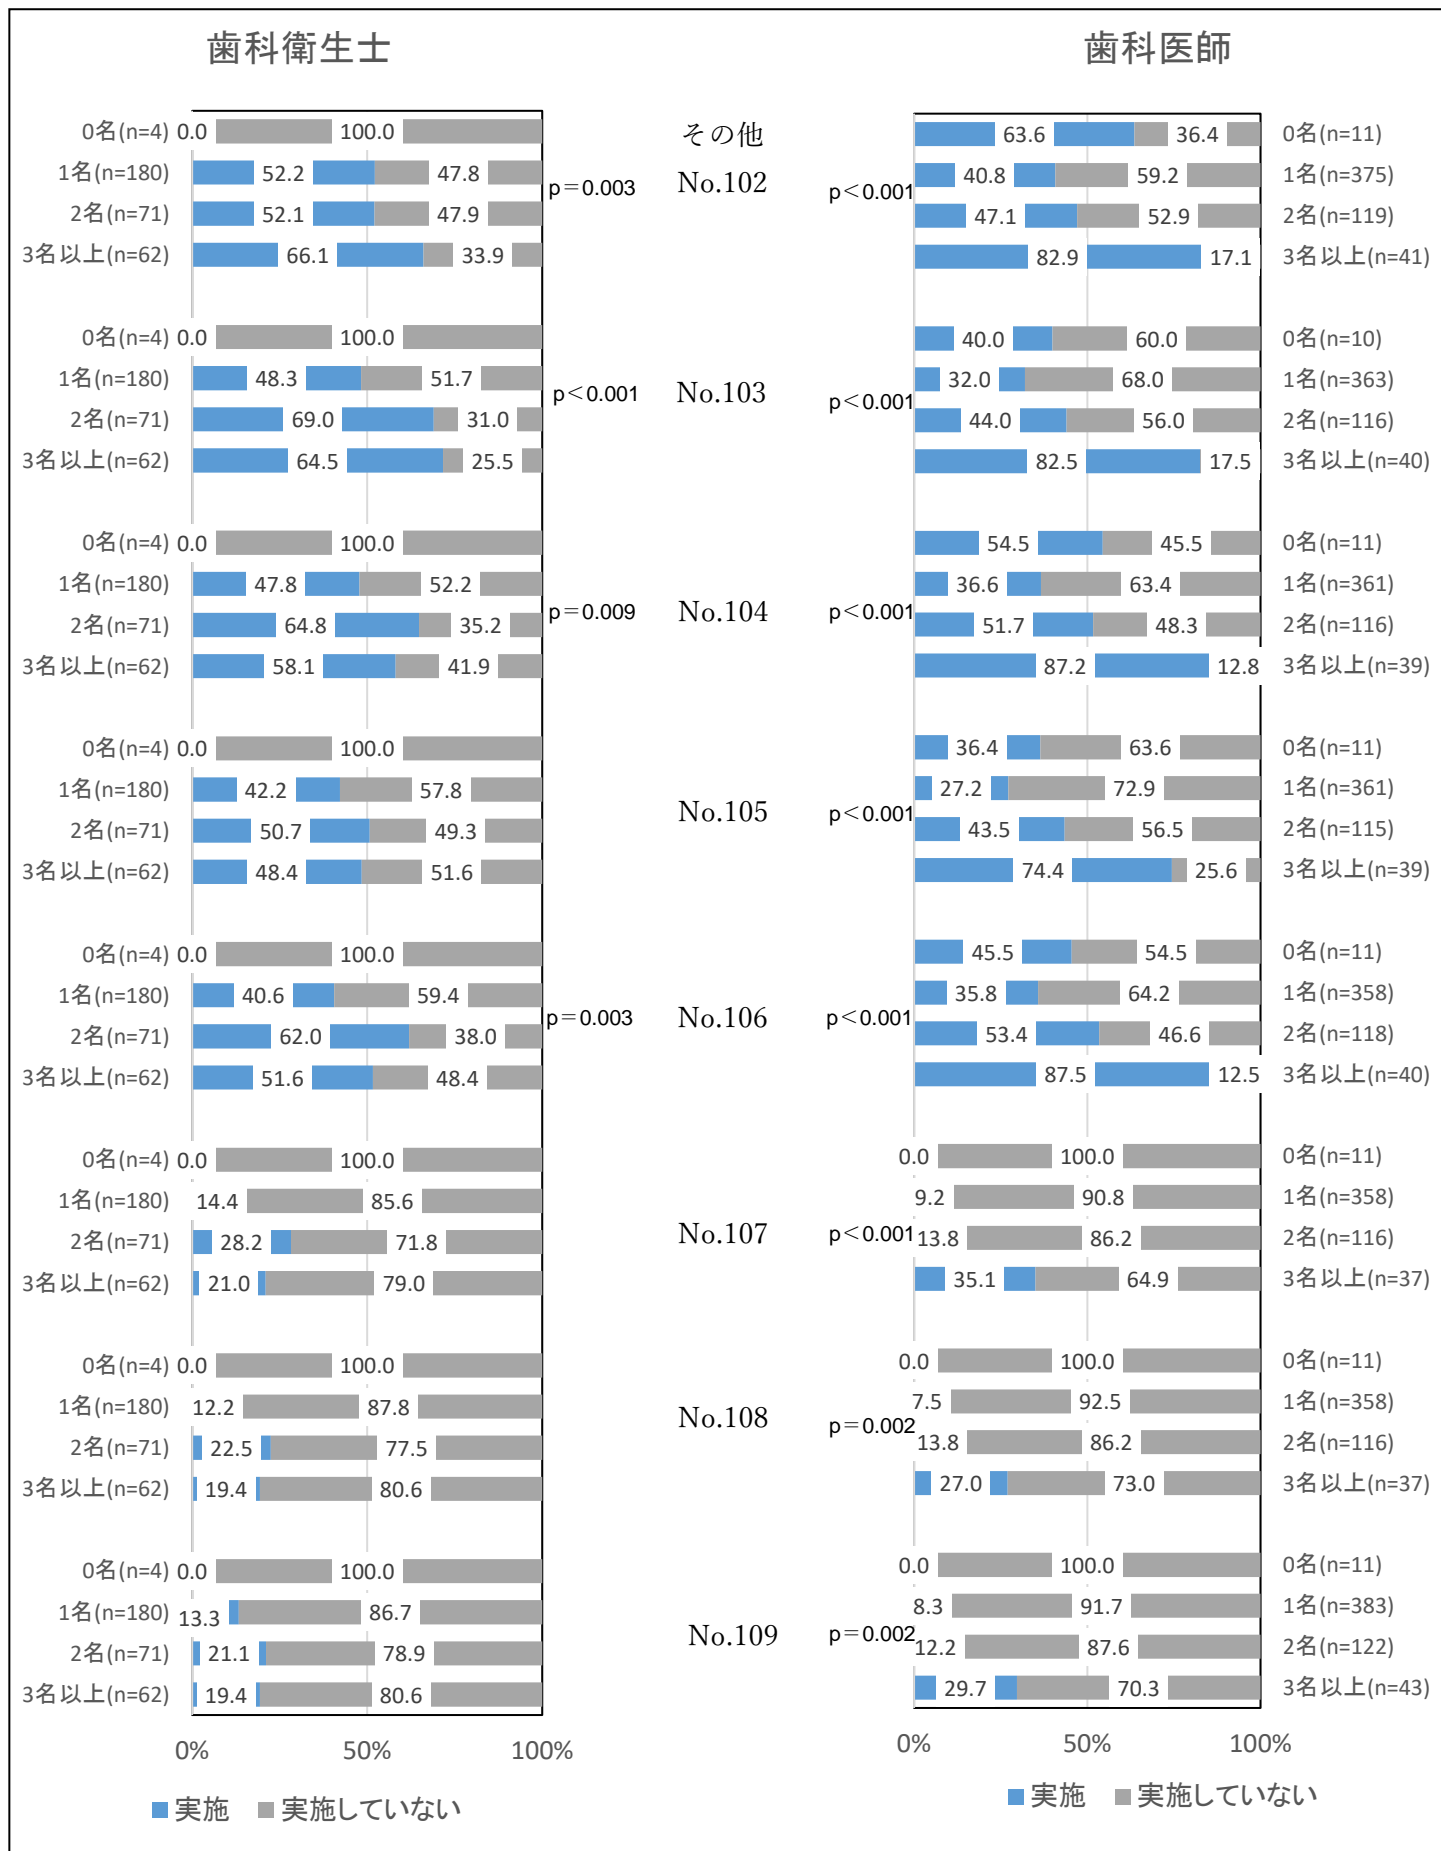 歯科衛生士 歯科医師
その他
0名(n=4) 0.0 100.0 63.6 36.4 0名(n=11)
1名(n=180) 52.2 47.8 p＝0.003 No.102 p＜0.001 40.8 59.2 1名(n=375)
2名(n=71) 52.1 47.9 47.1 52.9 2名(n=119)
3名以上(n=62) 66.1 33.9 82.9 17.1 3名以上(n=41)
0名(n=4) 0.0 100.0 40.0 60.0 0名(n=10)
1名(n=180) 48.3 51.7 p＜0.001 No.103 p＜0.001 32.0 68.0 1名(n=363)
2名(n=71) 69.0 31.0 44.0 56.0 2名(n=116)
3名以上(n=62) 64.5 25.5 82.5 17.5 3名以上(n=40)
0名(n=4) 0.0 100.0 54.5 45.5 0名(n=11)
1名(n=180) 47.8 52.2 p＝0.009 No.104 p＜0.001 36.6 63.4 1名(n=361)
2名(n=71) 64.8 35.2 51.7 48.3 2名(n=116)
3名以上(n=62) 58.1 41.9 87.2 12.8 3名以上(n=39)
0名(n=4) 0.0 100.0 36.4 63.6 0名(n=11)
1名(n=180) 42.2 57.8 No.105 p＜0.001 27.2 72.9 1名(n=361)
2名(n=71) 50.7 49.3 43.5 56.5 2名(n=115)
3名以上(n=62) 48.4 51.6 74.4 25.6 3名以上(n=39)
0名(n=4) 0.0 100.0 45.5 54.5 0名(n=11)
1名(n=180) 40.6 59.4 p＝0.003 No.106 p＜0.001 35.8 64.2 1名(n=358)
2名(n=71) 62.0 38.0 53.4 46.6 2名(n=118)
3名以上(n=62) 51.6 48.4 87.5 12.5 3名以上(n=40)
0名(n=4) 0.0 100.0 0.0 100.0 0名(n=11)
1名(n=180) 14.4 85.6 No.107 p＜0.001 9.2 90.8 1名(n=358)
2名(n=71) 28.2 71.8 13.8 86.2 2名(n=116)
3名以上(n=62) 21.0 79.0 35.1 64.9 3名以上(n=37)
0名(n=4) 0.0 100.0 0.0 100.0 0名(n=11)
1名(n=180) 12.2 87.8 No.108 p＝0.002 7.5 92.5 1名(n=358)
2名(n=71) 22.5 77.5 13.8 86.2 2名(n=116)
3名以上(n=62) 19.4 80.6 27.0 73.0 3名以上(n=37)
0名(n=4) 0.0 100.0 0.0 100.0 0名(n=11)
1名(n=180) 13.3 86.7 No.109 p＝0.002 8.3 91.7 1名(n=383)
2名(n=71) 21.1 78.9 12.2 87.6 2名(n=122)
3名以上(n=62) 19.4 80.6 29.7 70.3 3名以上(n=43)
0% 50% 100% 0% 50% 100%
実施 実施していない 実施 実施していない